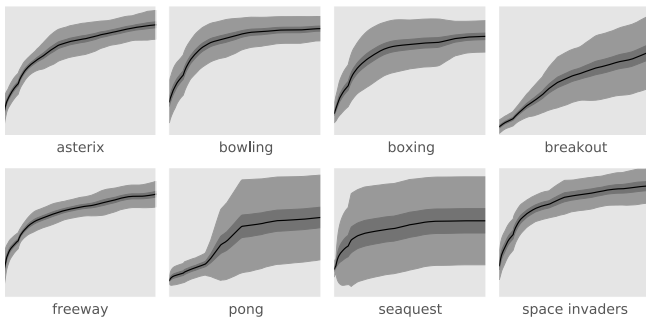 asterix
bowling
boxing
breakout
freeway
pong
seaquest
space invaders